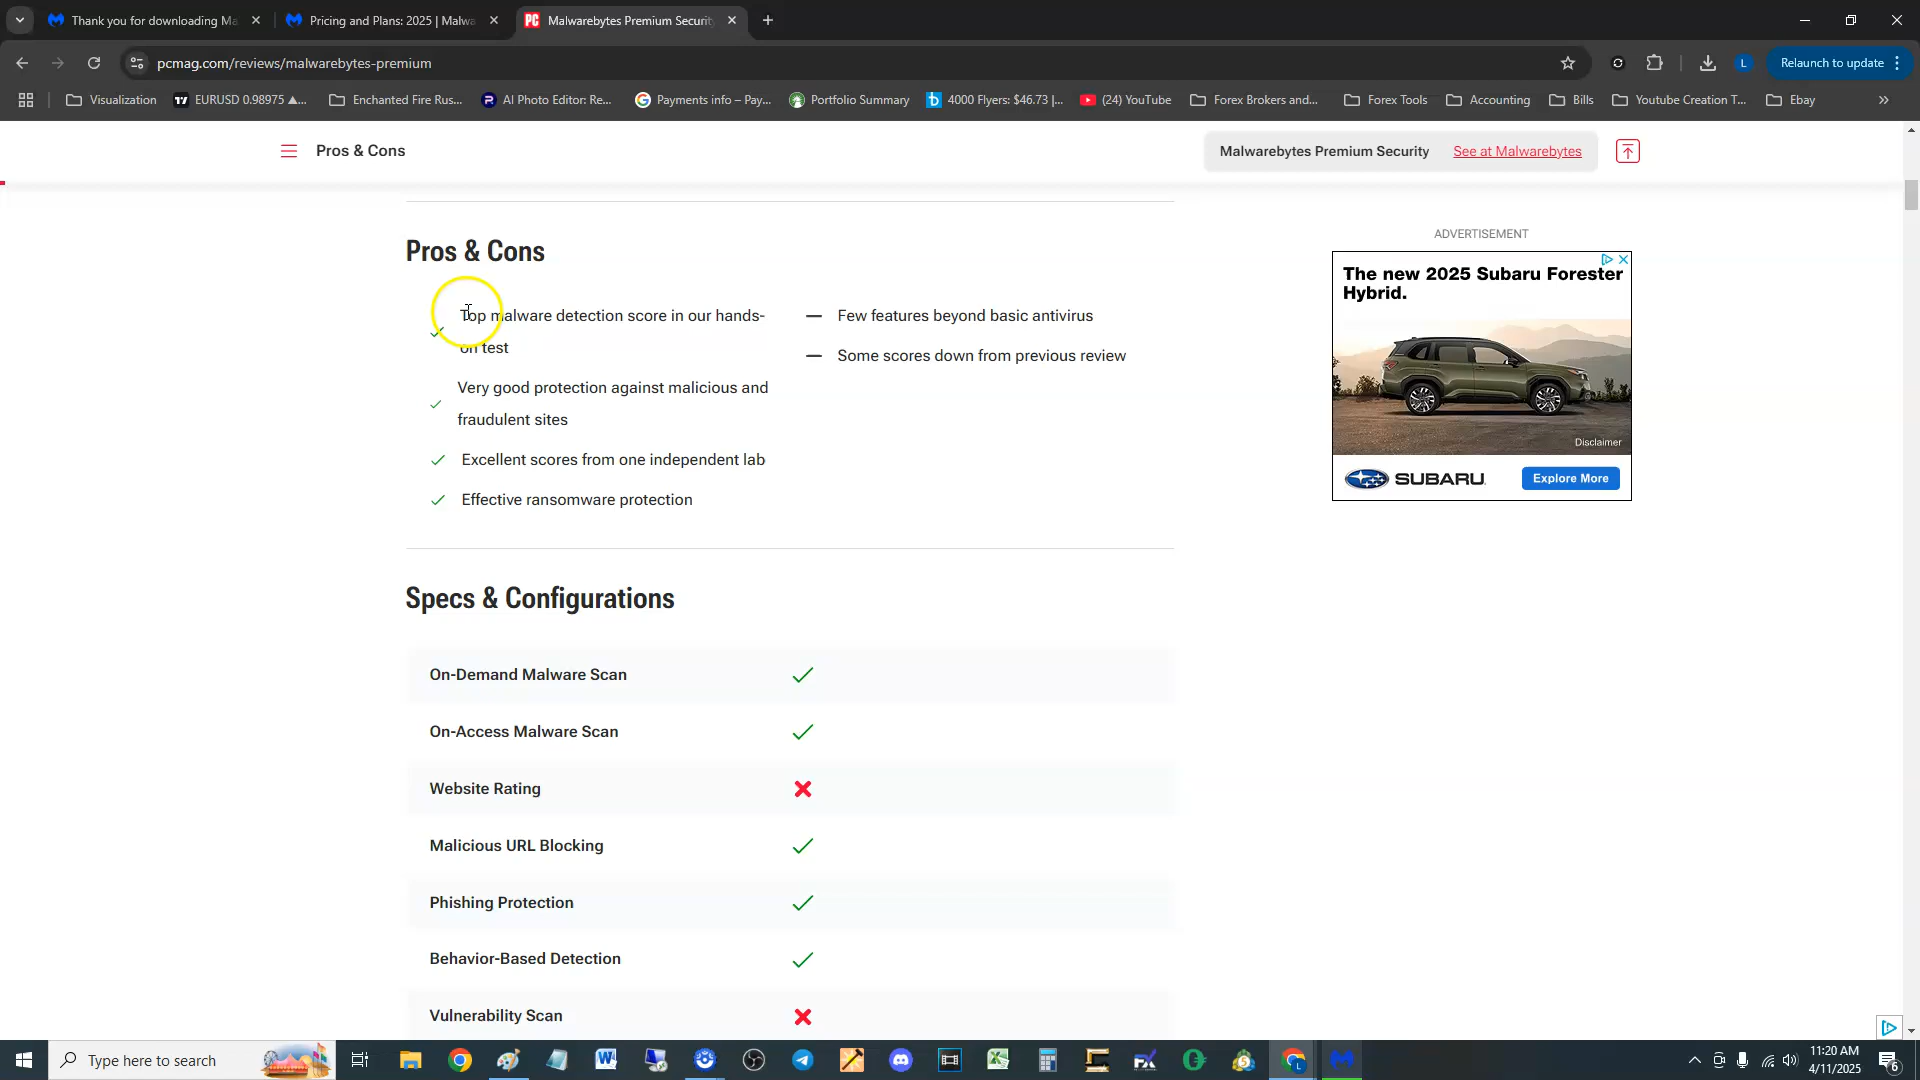 Thank you for downloading Ma
Pricing and Plans: 2025 | Malwa
PC
Malwarebytes Premium Securit
pcmag.com/reviews/malwarebytes-premium
L
Relaunch to update
Visualization
EURUSD 0.98975 ▲...
Enchanted Fire Rus...
AI Photo Editor: Re...
Payments info – Pay...
Portfolio Summary
4000 Flyers: $46.73 |...
(24) YouTube
Forex Brokers and...
Forex Tools
Accounting
Bills
Youtube Creation T...
Ebay
Pros & Cons
Malwarebytes Premium Security
See at Malwarebytes
Pros & Cons
Top malware detection score in our hands-
on test
Very good protection against malicious and
fraudulent sites
Excellent scores from one independent lab
Effective ransomware protection
Few features beyond basic antivirus
Some scores down from previous review
ADVERTISEMENT
The new 2025 Subaru Forester
Hybrid.
Disclaimer
SUBARU
Explore More
Specs & Configurations
On-Demand Malware Scan
On-Access Malware Scan
Website Rating
Malicious URL Blocking
Phishing Protection
Behavior-Based Detection
Vulnerability Scan
Type here to search
11:20 AM
4/11/2025
6